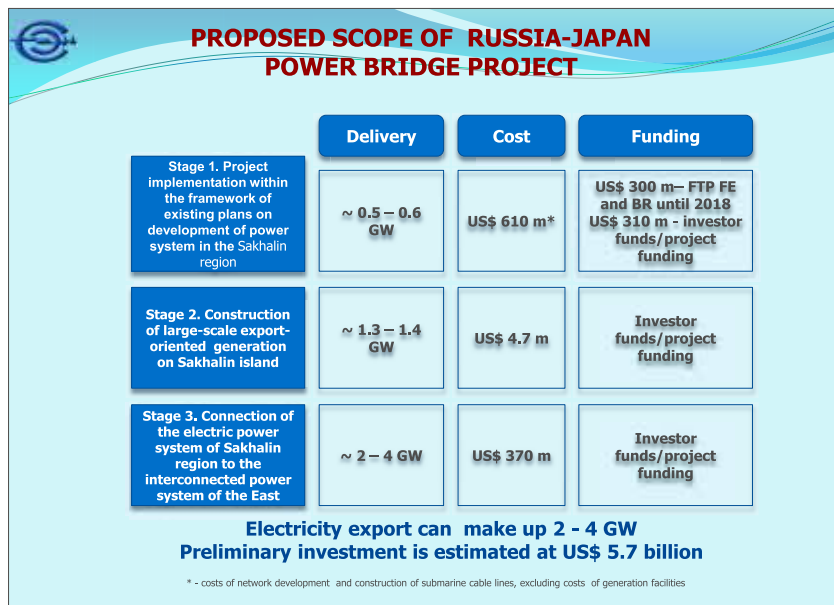 PROPOSED SCOPE OF RUSSIA-JAPAN
POWER BRIDGE PROJECT
Delivery
Cost
Funding
Stage 1. Project
implementation within
the framework of
existing plans on
development of power
system in the Sakhalin
region
~ 0.5 – 0.6
GW
US$ 610 m*
US$ 300 m– FTP FE
and BR until 2018
US$ 310 m - investor
funds/project
funding
Stage 2. Construction
of large-scale export-
oriented generation
on Sakhalin island
~ 1.3 – 1.4
GW
US$ 4.7 m
Investor
funds/project
funding
Stage 3. Connection of
the electric power
system of Sakhalin
region to the
interconnected power
system of the East
~ 2 – 4 GW
US$ 370 m
Investor
funds/project
funding
Electricity export can make up 2 - 4 GW
Preliminary investment is estimated at US$ 5.7 billion
* - costs of network development and construction of submarine cable lines, excluding costs of generation facilities